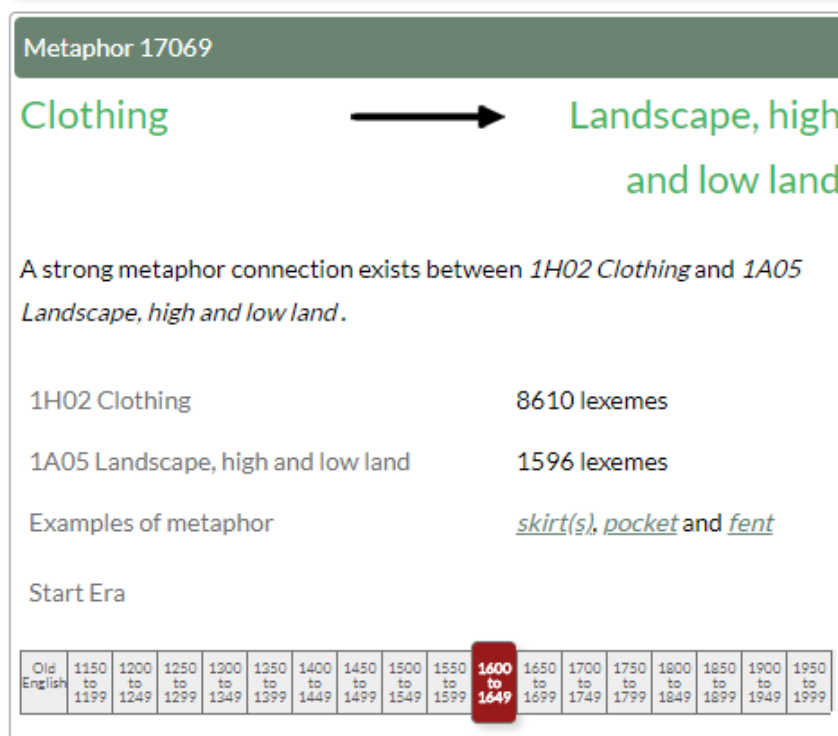 Metaphor 17069
Clothing
Landscape, high
and low land
A strong metaphor connection exists between 1H02 Clothing and 1A05
Landscape, high and low land .
1H02 Clothing 8610 lexemes
1A05 Landscape, high and low land 1596 lexemes
Examples of metaphor skirt(s), pocket and fent
Start Era
Old 1150 1200 1250 1300 1350 1400 1450 1500 1550 1600 1650 1700 1750 1800 1850 1900 1950
English to to to to to to to to to to to to to to to to to
1199 1249 1299 1349 1399 1449 1499 1549 1599 1649 1699 1749 1799 1849 1899 1949 1999